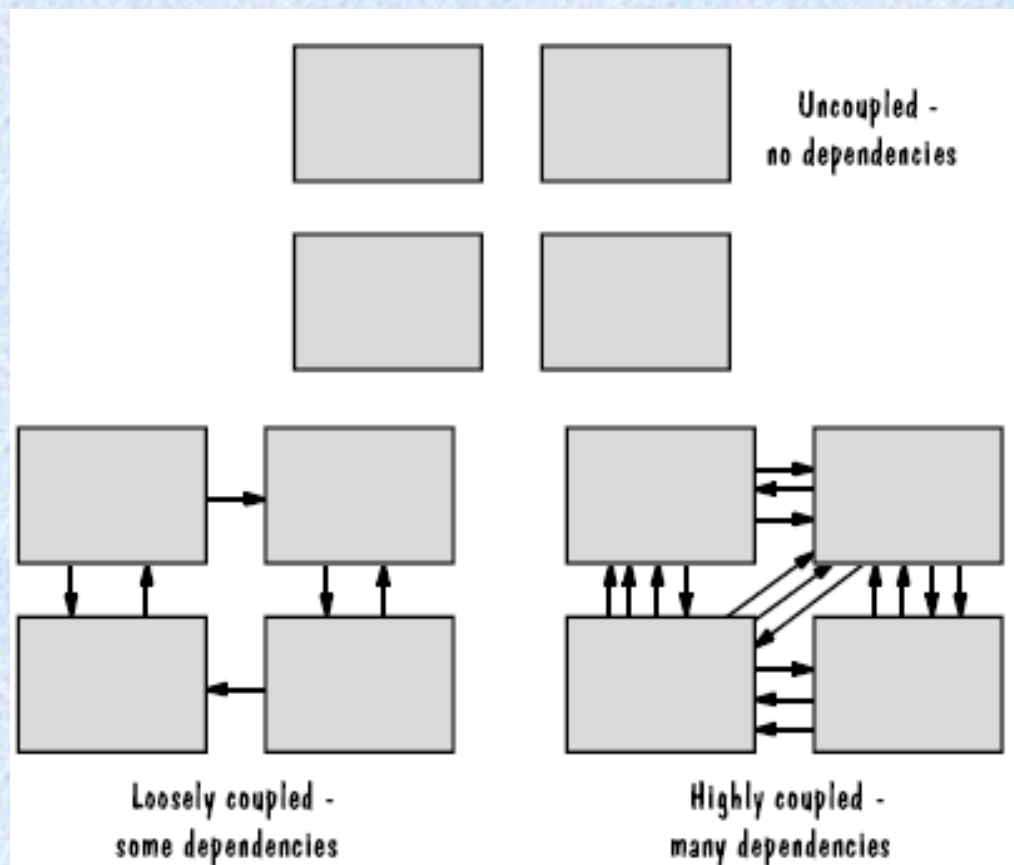 Uncoupled -
no dependencies
Loosely coupled -
some dependencies
Highly coupled -
many dependencies